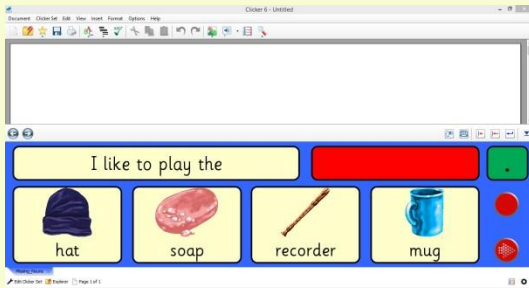 Clicker 6 - Untitled
Document Clicker Set Edit View Insert Format Options Help
I like to play the
.
hat soap recorder mug
Missing_Nouns
Edit Clicker Set Explorer Page 1 of 1